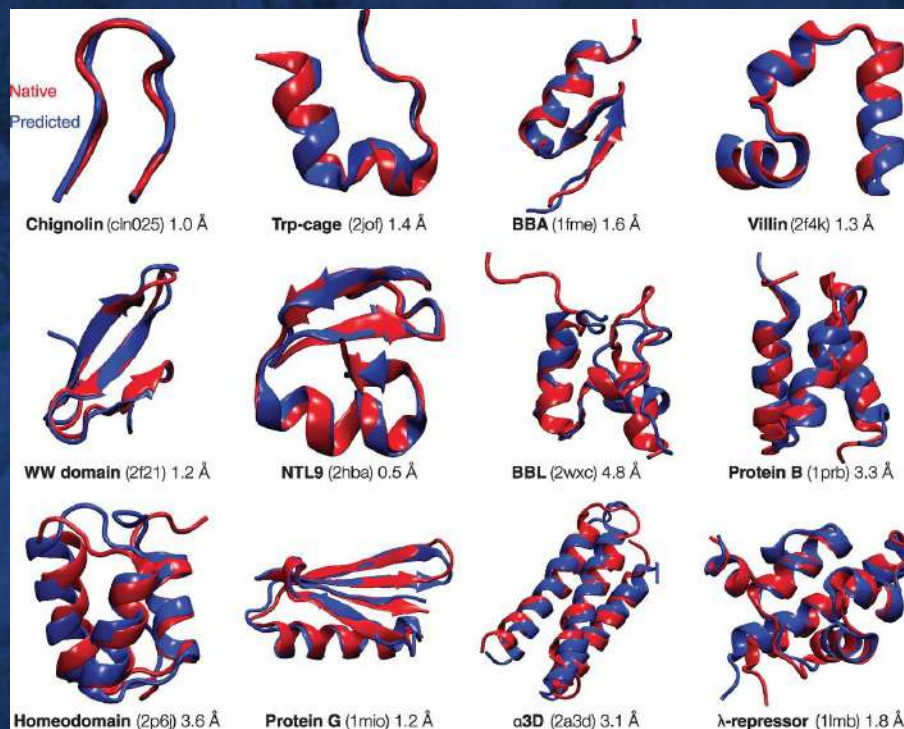 Native
Predicted
Chignolin (cln025) 1.0 Å
Trp-cage (2jof) 1.4 Å
BBA (1fme) 1.6 Å
Villin (2f4k) 1.3 Å
WW domain (2f21) 1.2 Å
NTL9 (2hba) 0.5 Å
BBL (2wxc) 4.8 Å
Protein B (1prb) 3.3 Å
Homeodomain (2p6j) 3.6 Å
Protein G (1mio) 1.2 Å
α3D (2a3d) 3.1 Å
λ-repressor (1lmb) 1.8 Å